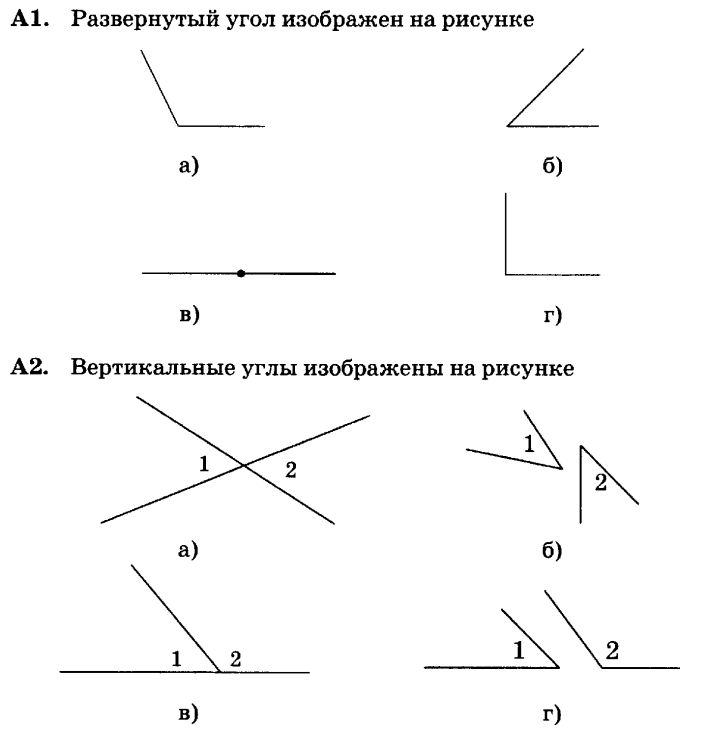 А1. Развернутый угол изображен на рисунке
а)
б)
в)
г)
А2. Вертикальные углы изображены на рисунке
1
2
1
2
а)
б)
1
2
1
2
в)
г)